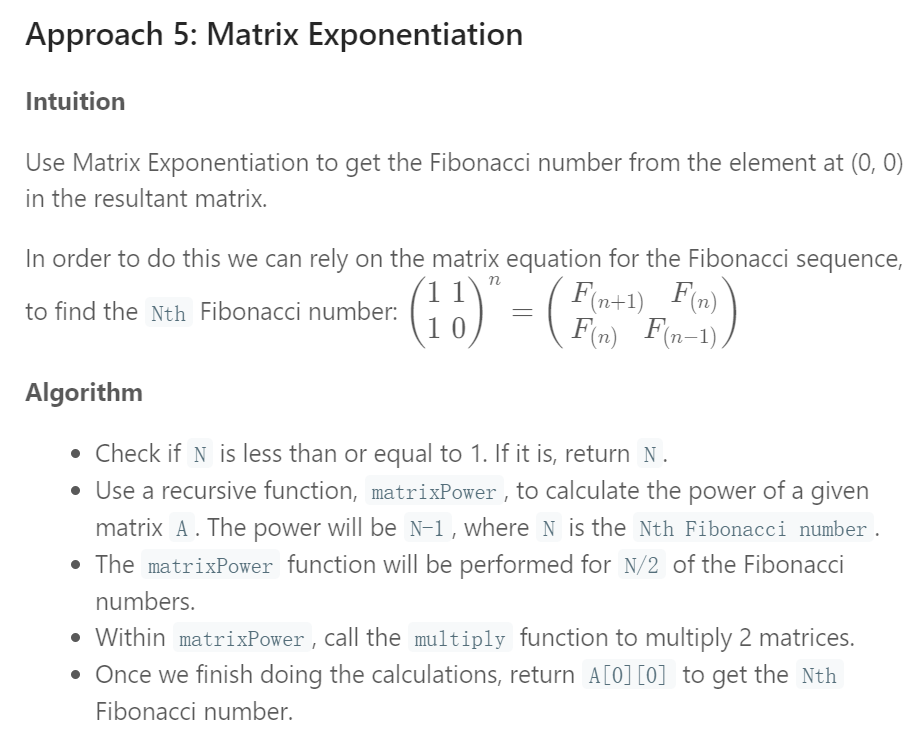 Approach 5: Matrix Exponentiation
Intuition
Use Matrix Exponentiation to get the Fibonacci number from the element at (0, 0)
in the resultant matrix.
In order to do this we can rely on the matrix equation for the Fibonacci sequence,
to find the Nth Fibonacci number: \begin{pmatrix} 1 & 1 \\ 1 & 0 \end{pmatrix}^{n} = \begin{pmatrix} F_{(n+1)} & F_{(n)} \\ F_{(n)} & F_{(n-1)} \end{pmatrix}
Algorithm
• Check if N is less than or equal to 1. If it is, return N.
• Use a recursive function, matrixPower, to calculate the power of a given
matrix A. The power will be N-1, where N is the Nth Fibonacci number.
• The matrixPower function will be performed for N/2 of the Fibonacci
numbers.
• Within matrixPower, call the multiply function to multiply 2 matrices.
• Once we finish doing the calculations, return A[0][0] to get the Nth
Fibonacci number.